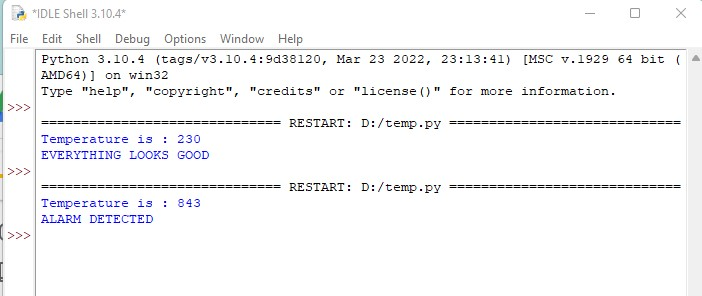 *IDLE Shell 3.10.4*
File Edit Shell Debug Options Window Help
Python 3.10.4 (tags/v3.10.4:9d38120, Mar 23 2022, 23:13:41) [MSC v.1929 64 bit (
AMD64)] on win32
Type "help", "copyright", "credits" or "license()" for more information.
>>>
============================== RESTART: D:/temp.py =============================
Temperature is : 230
EVERYTHING LOOKS GOOD
>>>
============================== RESTART: D:/temp.py =============================
Temperature is : 843
ALARM DETECTED
>>>